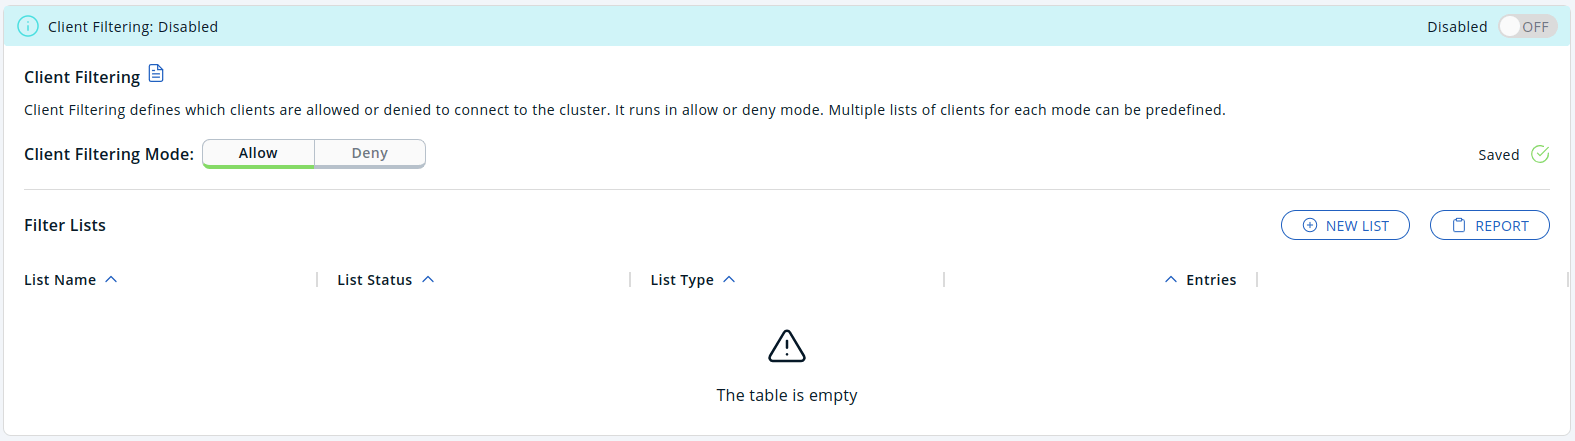 Client Filtering: Disabled
Disabled OFF
Client Filtering
Client Filtering defines which clients are allowed or denied to connect to the cluster. It runs in allow or deny mode. Multiple lists of clients for each mode can be predefined.
Client Filtering Mode: Allow Deny
Saved
Filter Lists
NEW LIST REPORT
List Name List Status List Type Entries
The table is empty